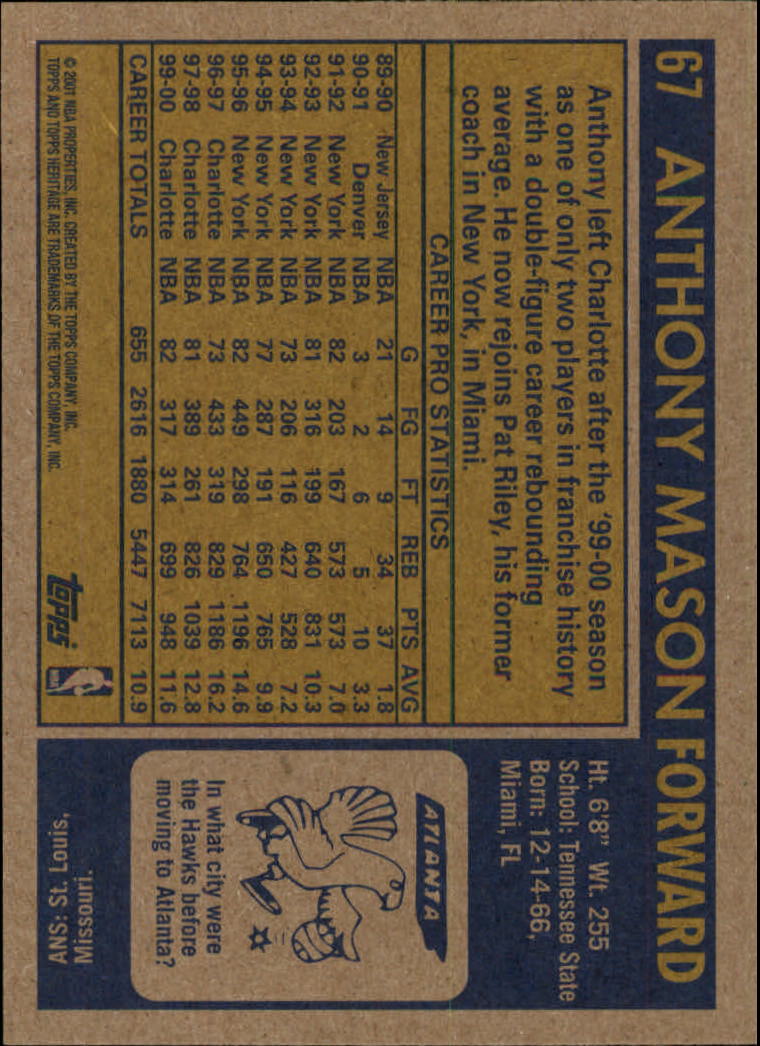 67 ANTHONY MASON FORWARD
Anthony left Charlotte after the '99-00 season
as one of only two players in franchise history
with a double-figure career rebounding
average. He now rejoins Pat Riley, his former
coach in New York, in Miami.
CAREER PRO STATISTICS
G FG FT REB PTS AVG
89-90 New Jersey NBA 21 14 9 34 37 1.8
90-91 Denver NBA 3 2 6 5 10 3.3
91-92 New York NBA 82 203 167 573 573 7.0
92-93 New York NBA 81 316 199 640 831 10.3
93-94 New York NBA 73 206 116 427 528 7.2
94-95 New York NBA 77 287 191 650 765 9.9
95-96 New York NBA 82 449 298 764 1196 14.6
96-97 Charlotte NBA 73 433 319 829 1186 16.2
97-98 Charlotte NBA 81 389 261 826 1039 12.8
99-00 Charlotte NBA 82 317 314 699 948 11.6
CAREER TOTALS 655 2616 1880 5447 7113 10.9
© 2001 NBA PROPERTIES, INC. CREATED BY THE TOPPS COMPANY, INC.
TOPPS AND TOPPS HERITAGE ARE TRADEMARKS OF THE TOPPS COMPANY, INC.
Topps
NBA
Ht. 6'8" Wt. 255
School: Tennessee State
Born: 12-14-66,
Miami, FL
ATLANTA
In what city were
the Hawks before
moving to Atlanta?
ANS: St. Louis,
Missouri.